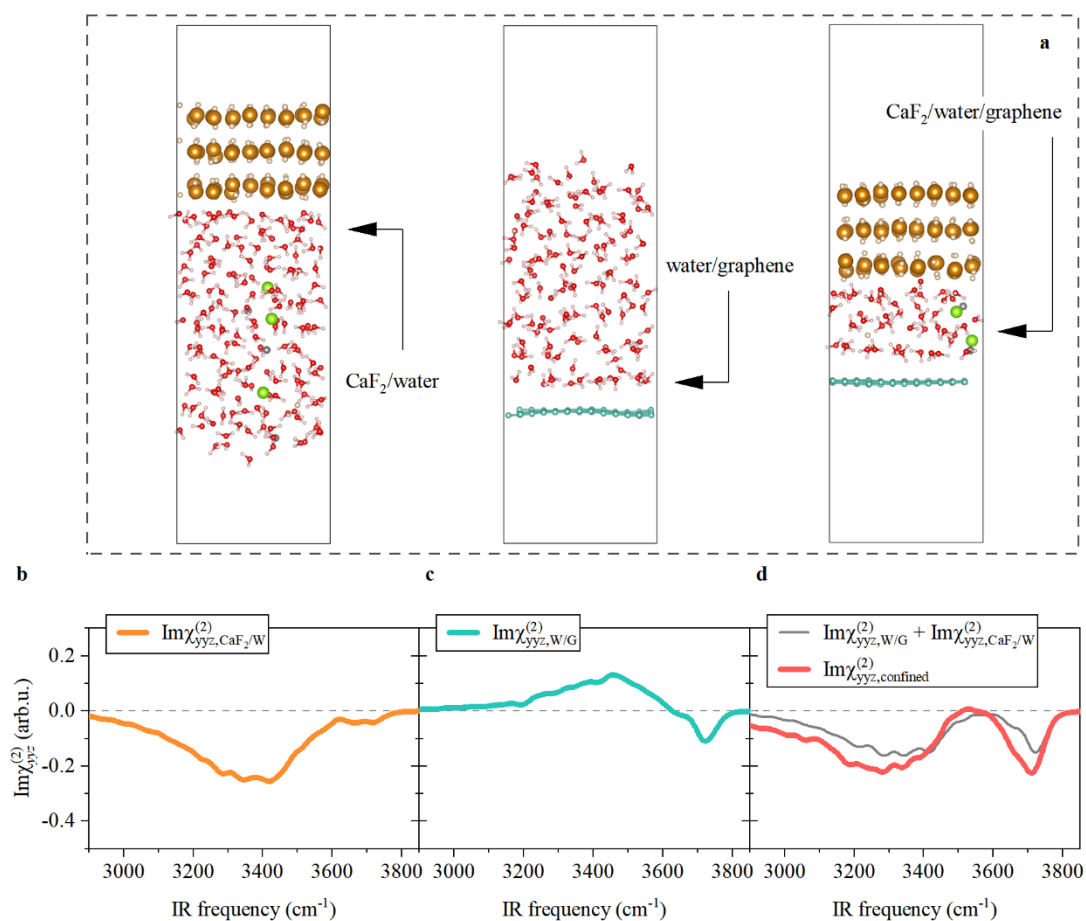 a
CaF₂/water/graphene
water/graphene
CaF₂/water
b
c
d
Imχ⁽²⁾yyz,CaF₂/W
Imχ⁽²⁾yyz,W/G
Imχ⁽²⁾yyz,W/G + Imχ⁽²⁾yyz,CaF₂/W
Imχ⁽²⁾yyz,confined
Imχ⁽²⁾yyz (arb.u.)
0.2
0.0
-0.2
-0.4
3000 3200 3400 3600 3800
3000 3200 3400 3600 3800
3000 3200 3400 3600 3800
IR frequency (cm⁻¹)
IR frequency (cm⁻¹)
IR frequency (cm⁻¹)